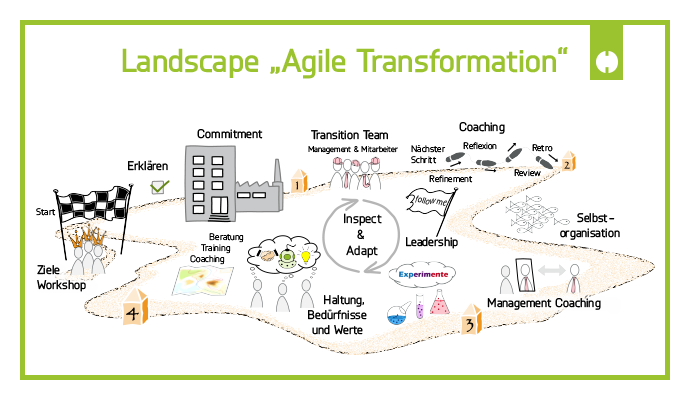 Landscape „Agile Transformation“
Commitment
Transition Team
Management & Mitarbeiter
Coaching
Erklären
Nächster
Schritt
Reflexion
Retro
Refinement
Review
1
2
Start
follow me
Inspect
&
Adapt
Leadership
Selbst-
organisation
Beratung
Training
Coaching
Ziele
Workshop
Experimente
Haltung,
Bedürfnisse
und Werte
Management Coaching
3
4